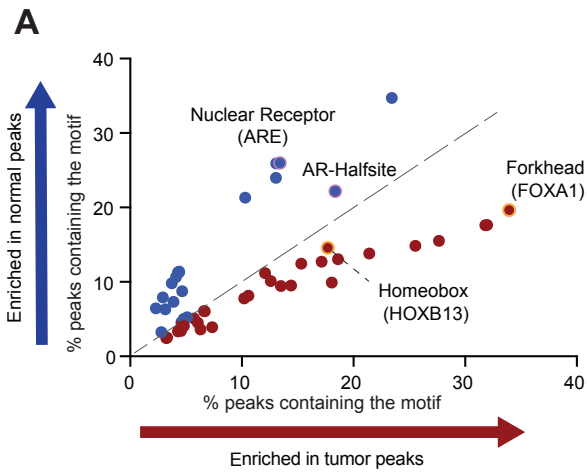 A
Enriched in normal peaks
% peaks containing the motif
40
30
20
10
0
Nuclear Receptor
(ARE)
AR-Halfsite
Forkhead
(FOXA1)
Homeobox
(HOXB13)
0
10
20
30
40
% peaks containing the motif
Enriched in tumor peaks